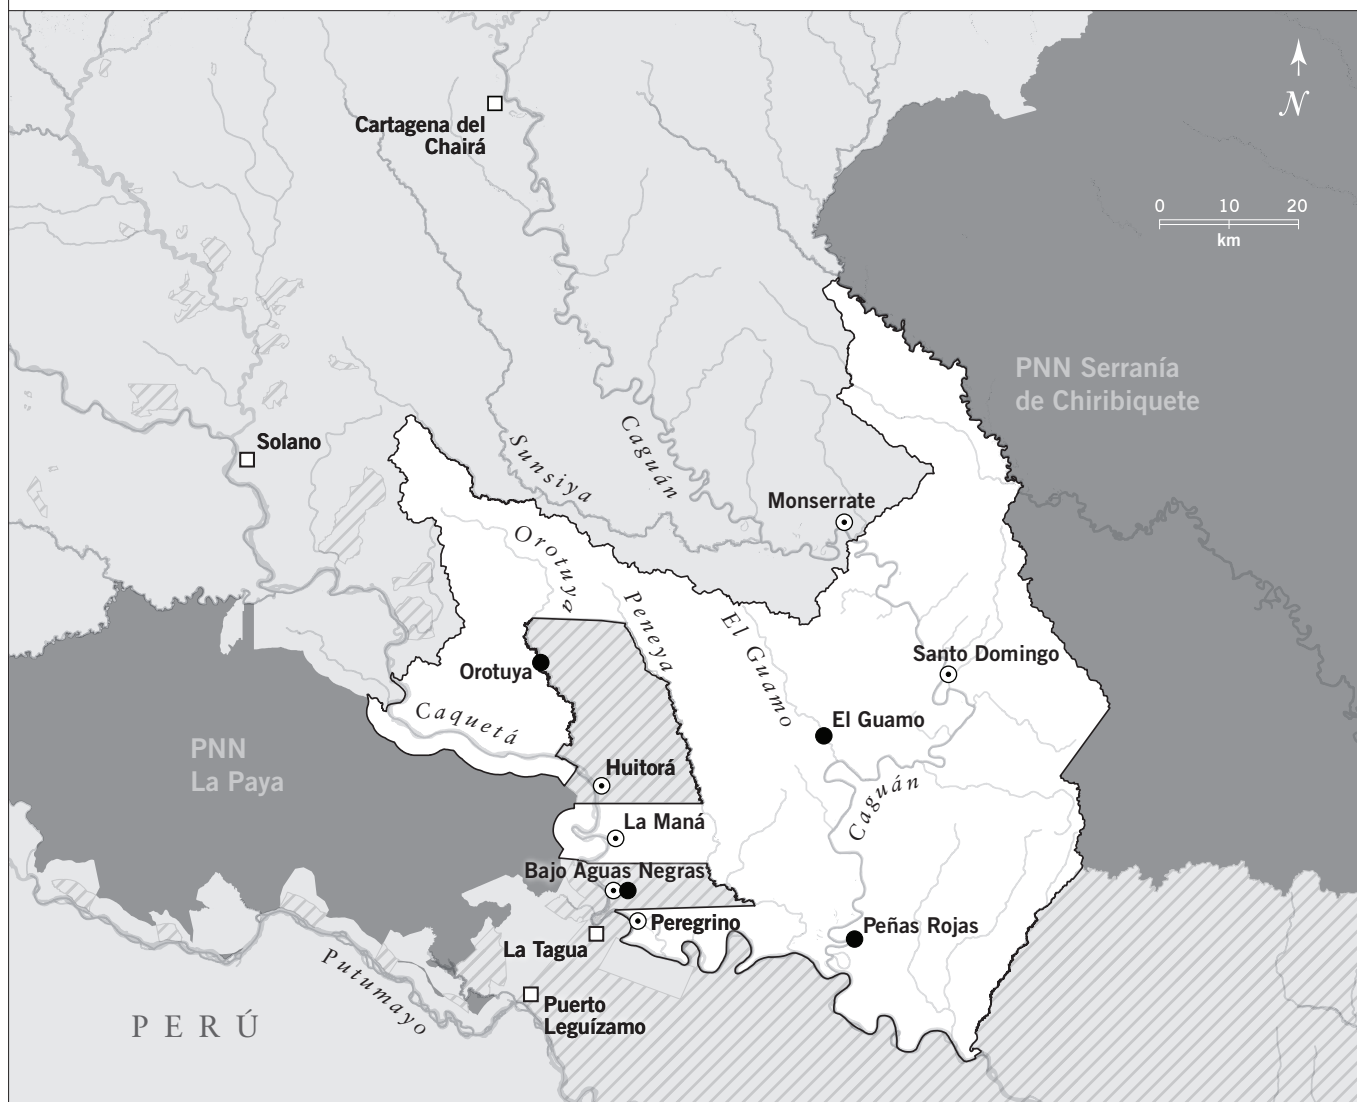 Cartagena del
Chairá
N
0 10 20
km
PNN Serranía
de Chiribiquete
Solano
Sunsiya
Caguán
Monserrate
Orotuya
Peneya
El Guamo
Santo Domingo
Orotuya
Caquetá
El Guamo
PNN
La Paya
Huitorá
Caguán
La Maná
Bajo Aguas Negras
Peregrino
Peñas Rojas
La Tagua
Putumayo
Puerto
Leguízamo
PERÚ